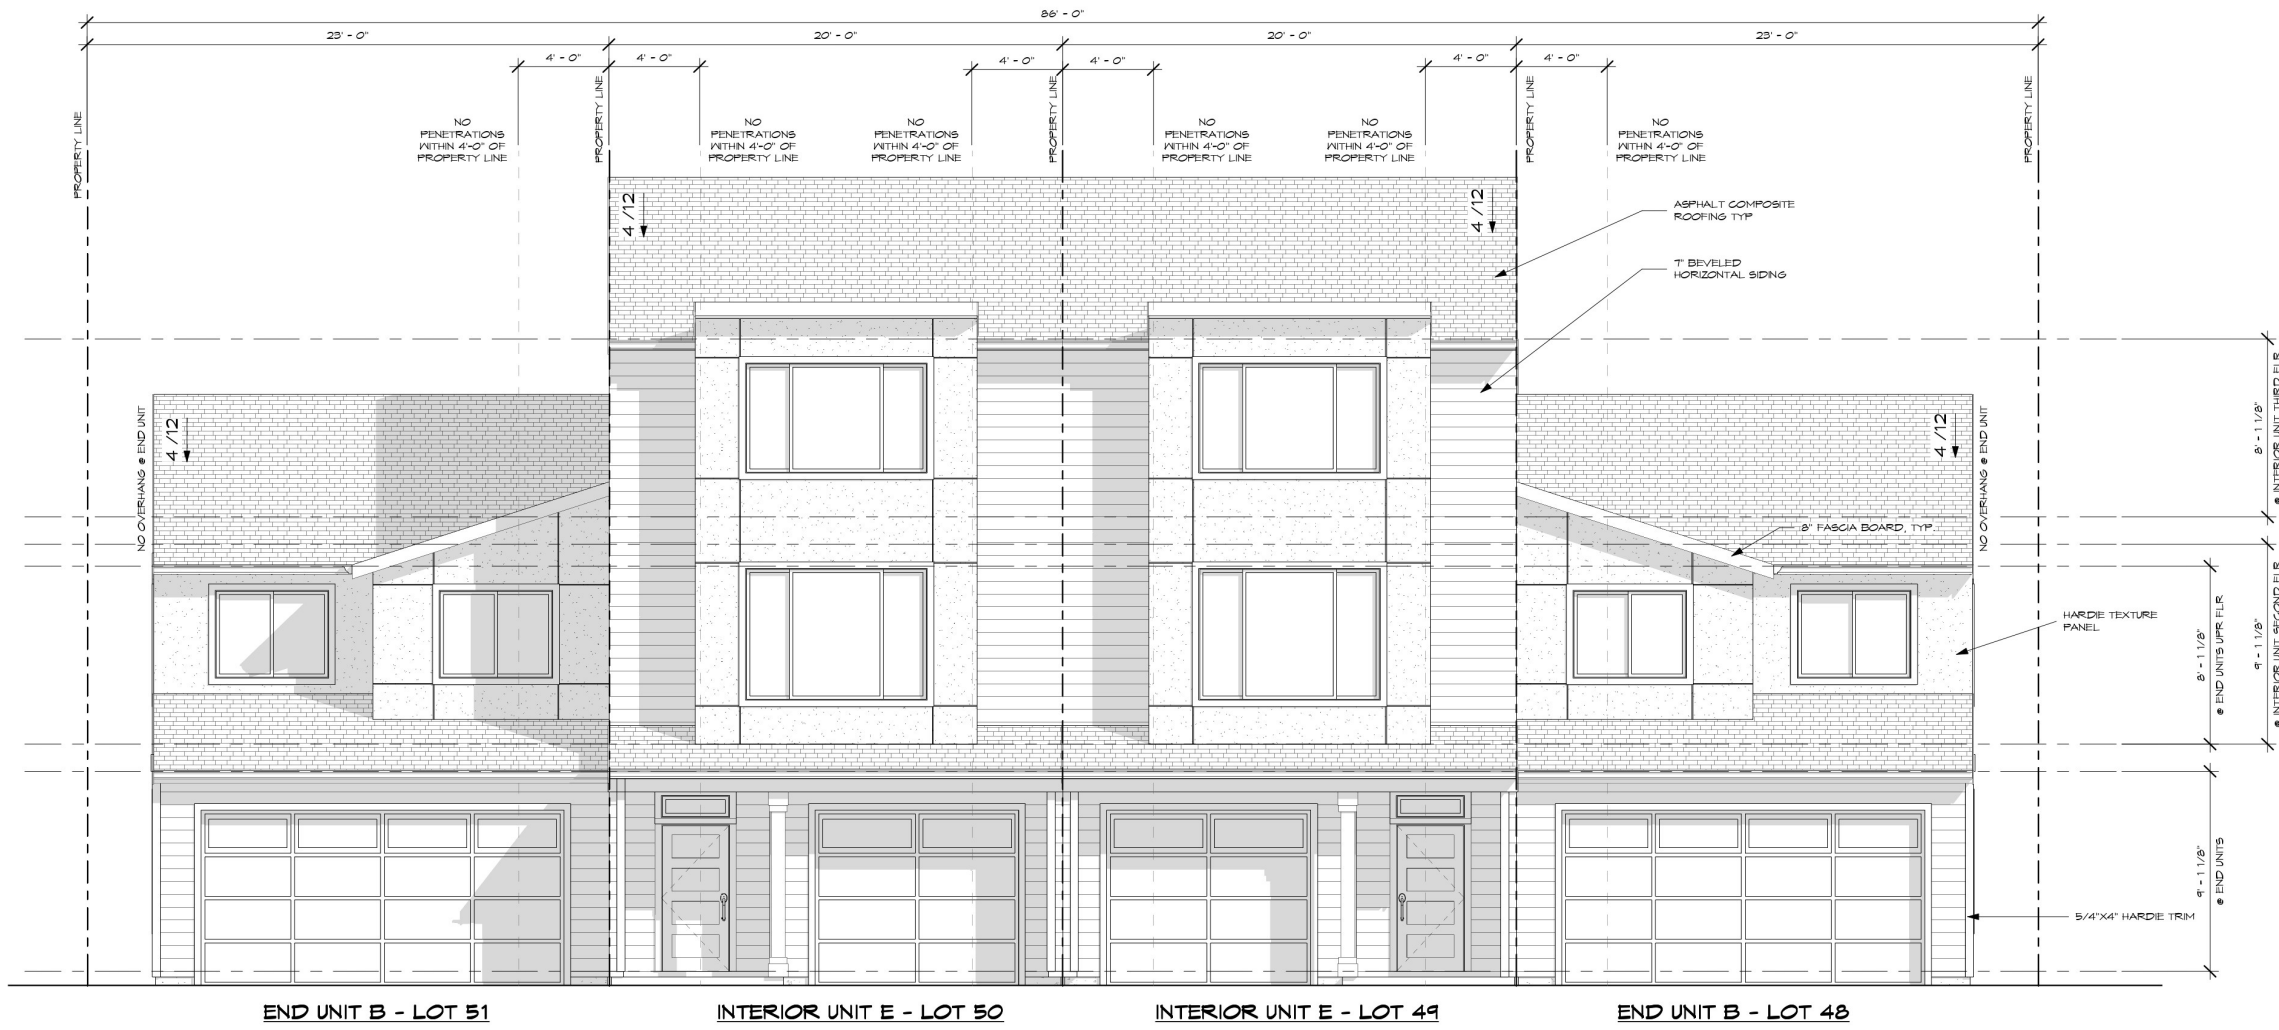 86' - 0"
23' - 0"
20' - 0"
20' - 0"
23' - 0"
4' - 0"
4' - 0"
4' - 0"
4' - 0"
4' - 0"
4' - 0"
PROPERTY LINE
NO
PENETRATIONS
WITHIN 4'-0" OF
PROPERTY LINE
PROPERTY LINE
NO
PENETRATIONS
WITHIN 4'-0" OF
PROPERTY LINE
NO
PENETRATIONS
WITHIN 4'-0" OF
PROPERTY LINE
PROPERTY LINE
NO
PENETRATIONS
WITHIN 4'-0" OF
PROPERTY LINE
NO
PENETRATIONS
WITHIN 4'-0" OF
PROPERTY LINE
PROPERTY LINE
NO
PENETRATIONS
WITHIN 4'-0" OF
PROPERTY LINE
PROPERTY LINE
4 /12
4 /12
ASPHALT COMPOSITE
ROOFING TYP
7" BEVELED
HORIZONTAL SIDING
NO OVERHANG @ END UNIT
4 /12
4 /12
NO OVERHANG @ END UNIT
8" FASCIA BOARD, TYP.
8' - 1 1/8"
@ INTERIOR UNIT THIRD FLR
HARDIE TEXTURE
PANEL
8' - 1 1/8"
@ END UNITS UPR FLR
9' - 1 1/8"
@ INTERIOR UNIT SECOND FLR
9' - 1 1/8"
@ END UNITS
5/4"X4" HARDIE TRIM
END UNIT B - LOT 51
INTERIOR UNIT E - LOT 50
INTERIOR UNIT E - LOT 49
END UNIT B - LOT 48